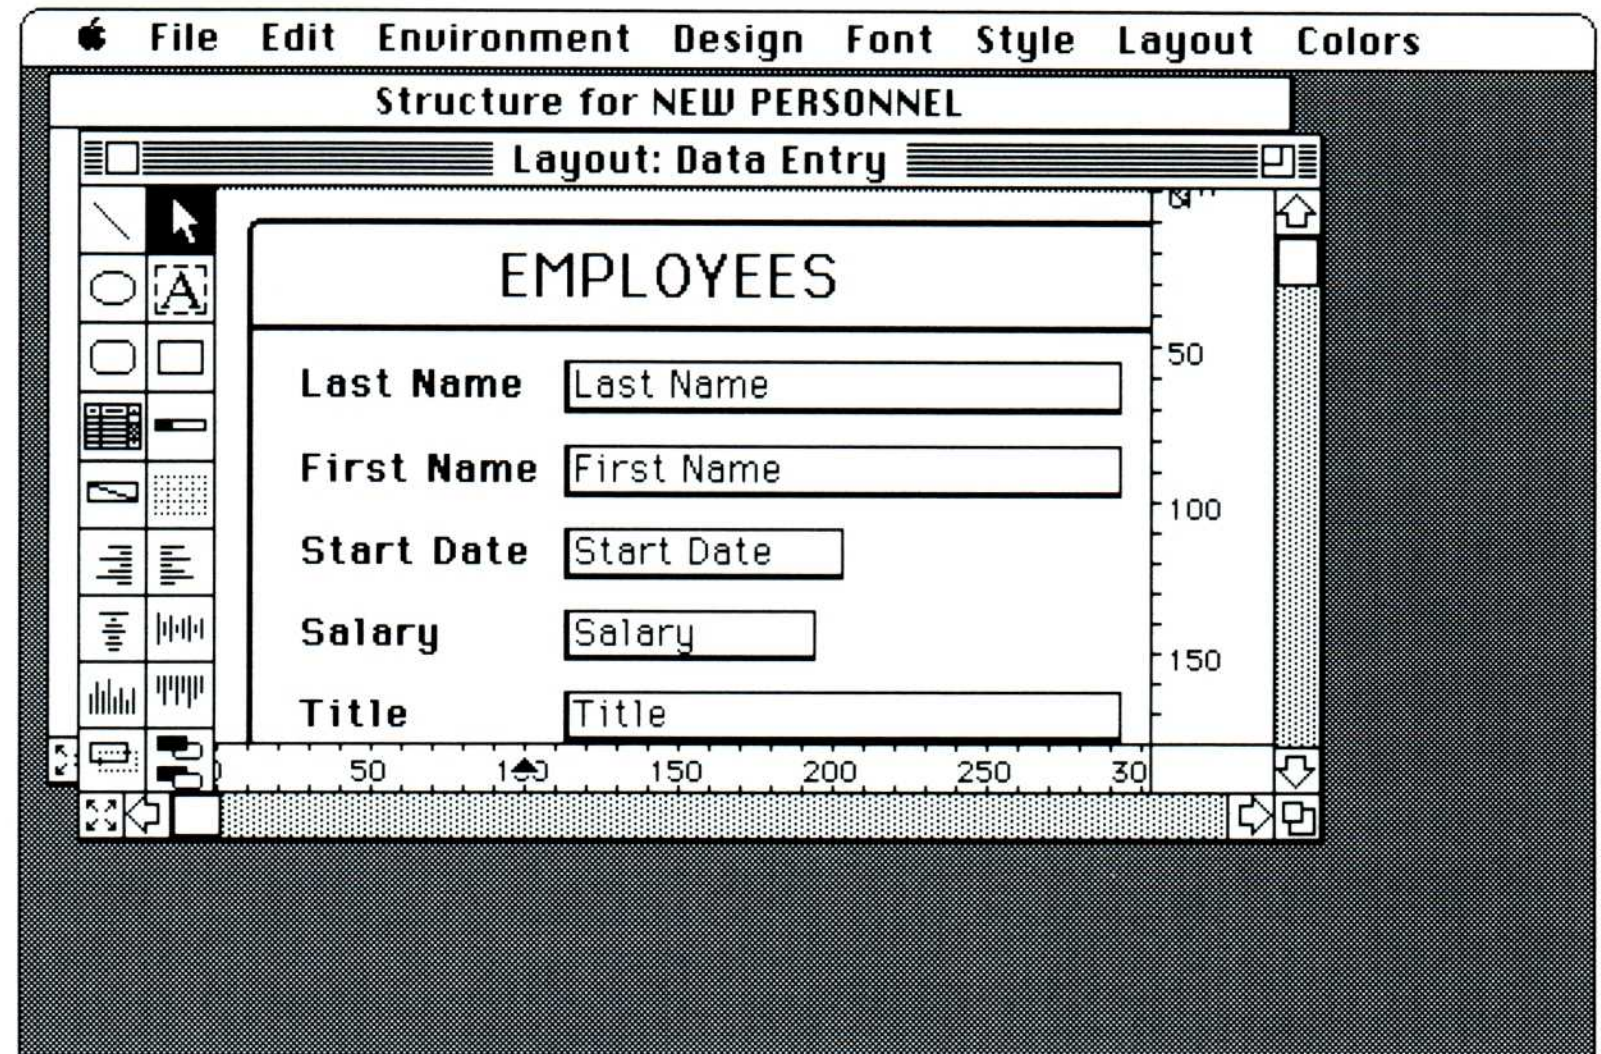 File Edit Environment Design Font Style Layout Colors
Structure for NEW PERSONNEL
Layout: Data Entry
A
EMPLOYEES
Last Name Last Name
First Name First Name
Start Date Start Date
Salary Salary
Title Title
50
100
150
50 150 200 250 30